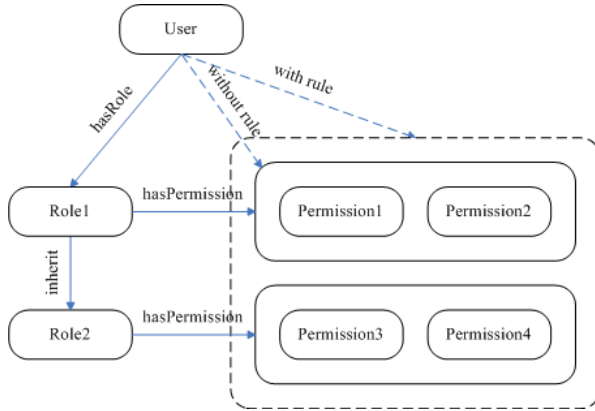 User
with rule
without rule
hasRole
hasPermission
Role1
Permission1
Permission2
inherit
hasPermission
Role2
Permission3
Permission4